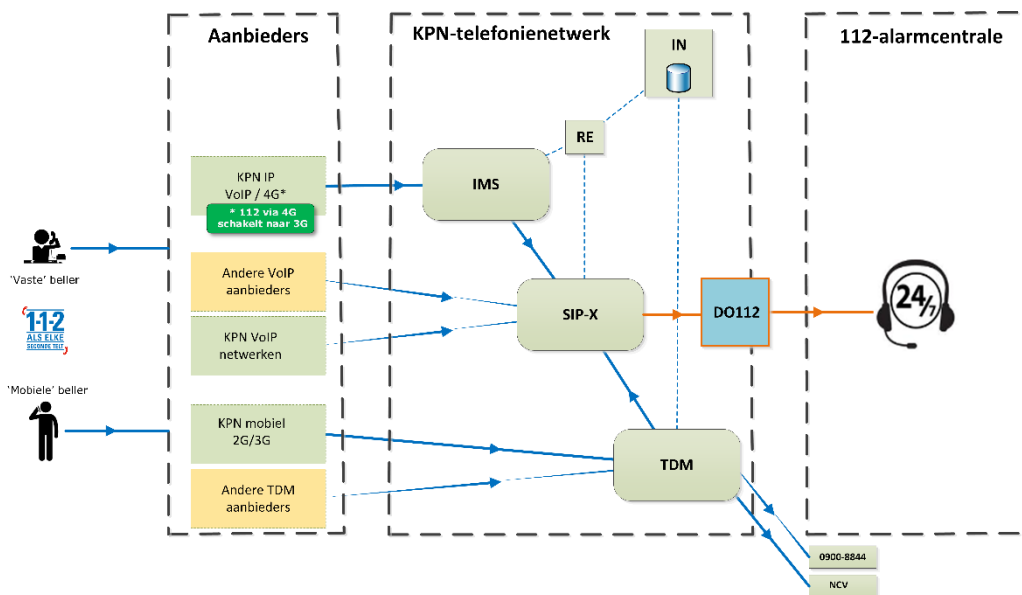 Aanbieders
KPN-telefonienetwerk
112-alarmcentrale
IN
RE
KPN IP
VoIP / 4G*
* 112 via 4G
schakelt naar 3G
IMS
'Vaste' beller
Andere VoIP
aanbieders
SIP-X
DO112
24/7
1-1-2
ALS ELKE
SECONDE TELT
KPN VoIP
netwerken
'Mobiele' beller
KPN mobiel
2G/3G
TDM
Andere TDM
aanbieders
0900-8844
NCV